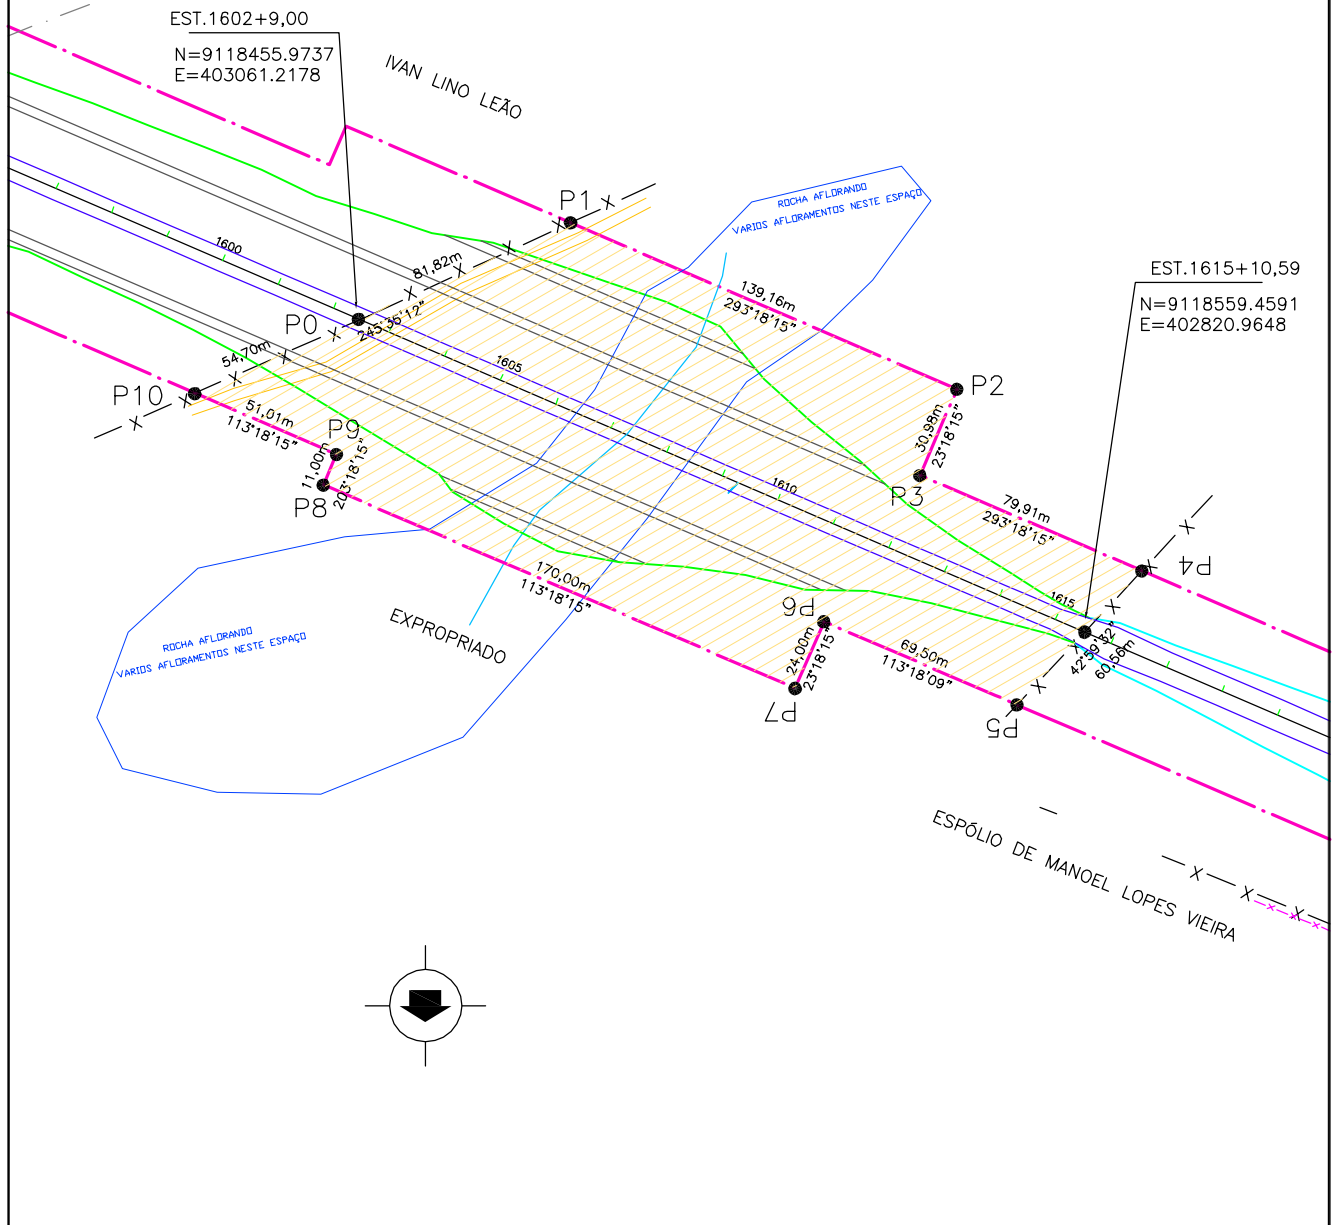 EST.1602+9,00
N=9118455.9737
E=403061.2178
IVAN LINO LEÃO
P1
ROCHA AFLORANDO
VARIOS AFLORAMENTOS NESTE ESPAÇO
1600
81,82m
245°35'12"
P0
139,16m
293°18'15"
EST.1615+10,59
N=9118559.4591
E=402820.9648
54,70m
1605
P2
P10
51,01m
113°18'15"
P9
30,98m
23°18'15"
11,00m
203°18'15"
P8
1610
P3
79,91m
293°18'15"
P4
170,00m
113°18'15"
1615
P6
EXPROPRIADO
24,00m
23°18'15"
69,50m
113°18'09"
42°59'32"
60,56m
P7
P5
ROCHA AFLORANDO
VARIOS AFLORAMENTOS NESTE ESPAÇO
ESPÓLIO DE MANOEL LOPES VIEIRA